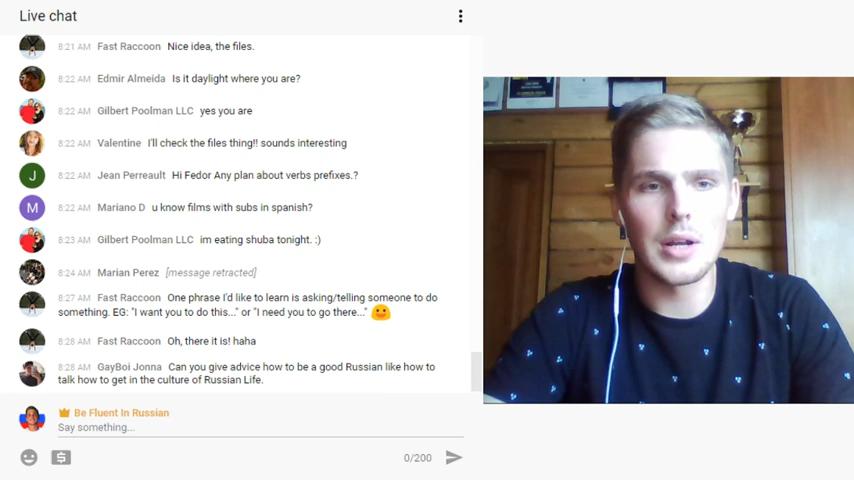 Live chat
8:21 AM Fast Raccoon Nice idea, the files.
8:22 AM Edmir Almeida Is it daylight where you are?
8:22 AM Gilbert Poolman LLC yes you are
8:22 AM Valentine I'll check the files thing!! sounds interesting
J 8:22 AM Jean Perreault Hi Fedor Any plan about verbs prefixes.?
M 8:22 AM Mariano D u know films with subs in spanish?
8:23 AM Gilbert Poolman LLC im eating shuba tonight. :)
8:24 AM Marian Perez [message retracted]
8:27 AM Fast Raccoon One phrase I'd like to learn is asking/telling someone to do
something. EG: "I want you to do this..." or "I need you to go there..."
8:28 AM Fast Raccoon Oh, there it is! haha
8:28 AM GayBoi Jonna Can you give advice how to be a good Russian like how to
talk how to get in the culture of Russian Life.
Be Fluent In Russian
Say something...
$ 0/200